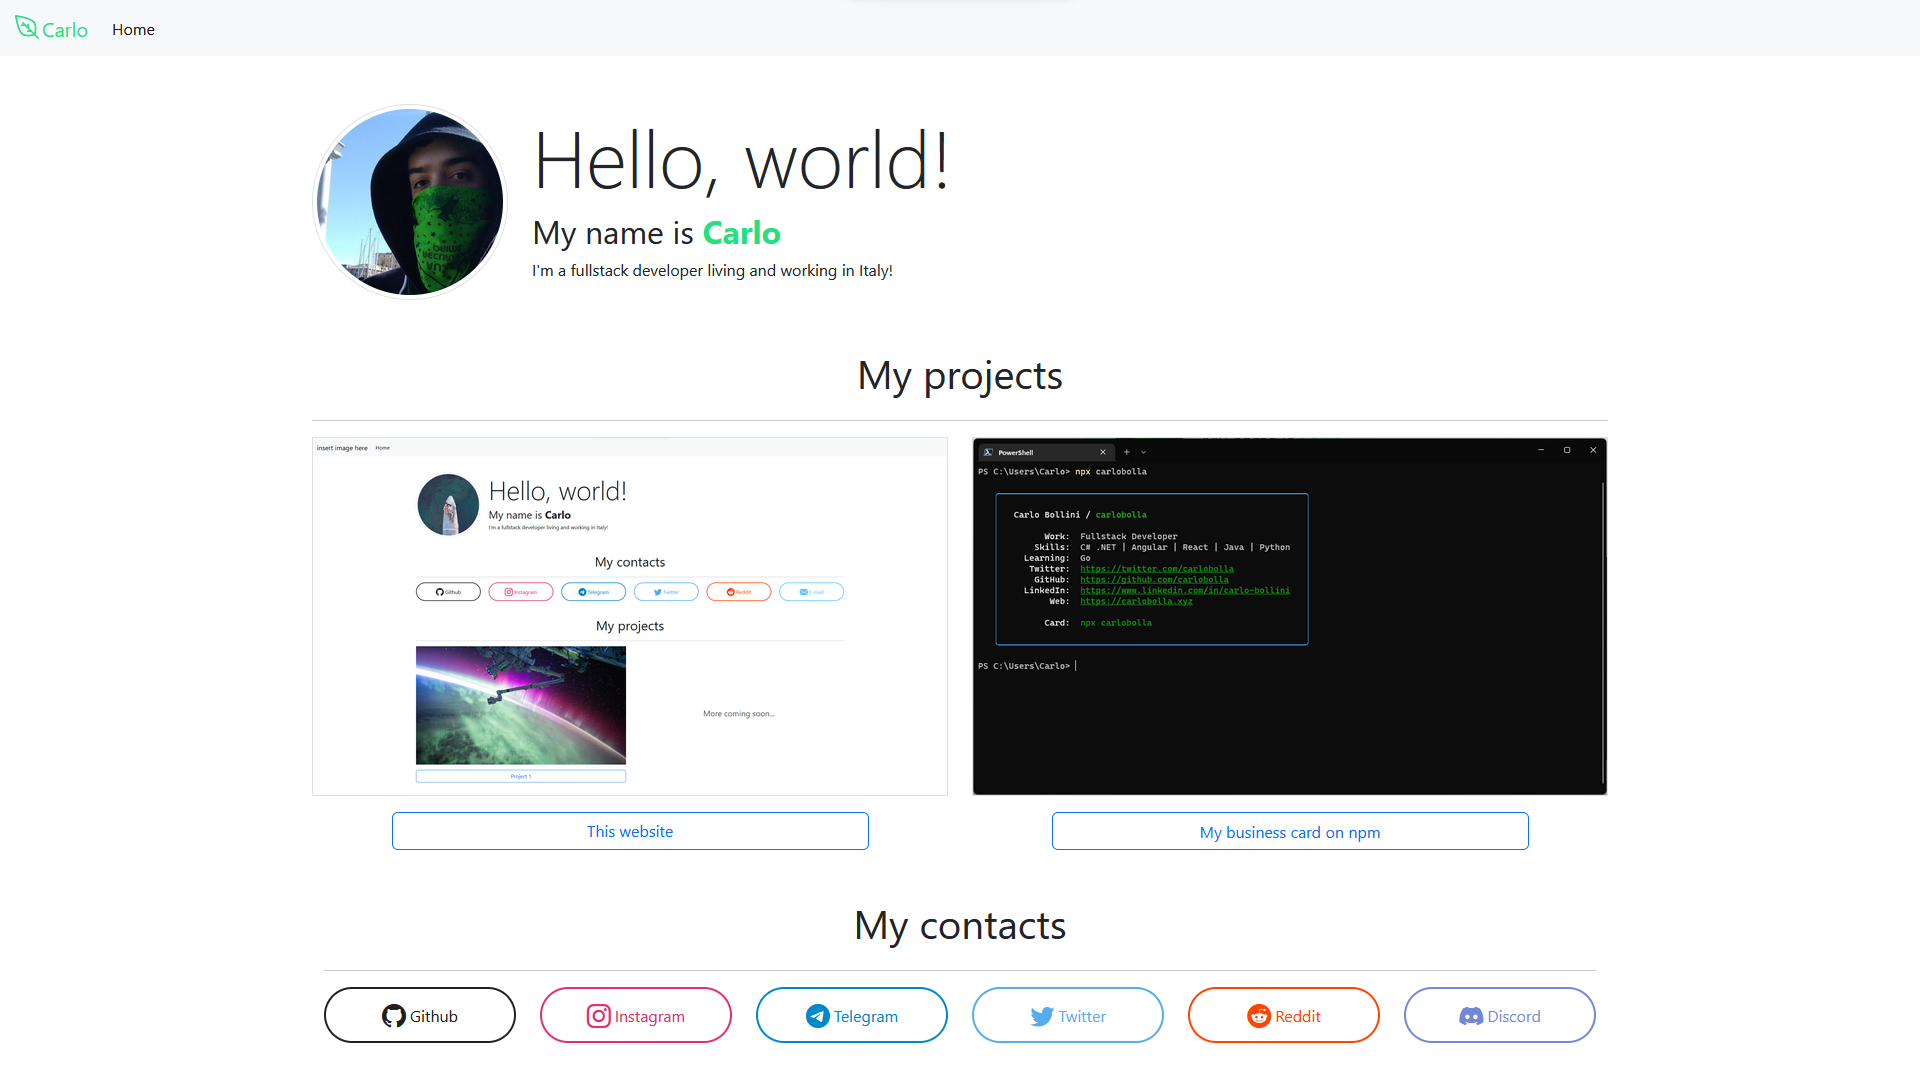 Carlo Home
Hello, world!
My name is Carlo
I'm a fullstack developer living and working in Italy!
My projects
insert image here Home
Hello, world!
My name is Carlo
I'm a fullstack developer living and working in Italy!
My contacts
Github Instagram Telegram Twitter Reddit E-mail
My projects
More coming soon...
Project 1
This website
PowerShell
PS C:\Users\Carlo> npx carlobolla
Carlo Bollini / carlobolla
Work: Fullstack Developer
Skills: C# .NET | Angular | React | Java | Python
Learning: Go
Twitter: https://twitter.com/carlobolla
GitHub: https://github.com/carlobolla
LinkedIn: https://www.linkedin.com/in/carlo-bollini
Web: https://carlobolla.xyz
Card: npx carlobolla
PS C:\Users\Carlo>
My business card on npm
My contacts
Github Instagram Telegram Twitter Reddit Discord